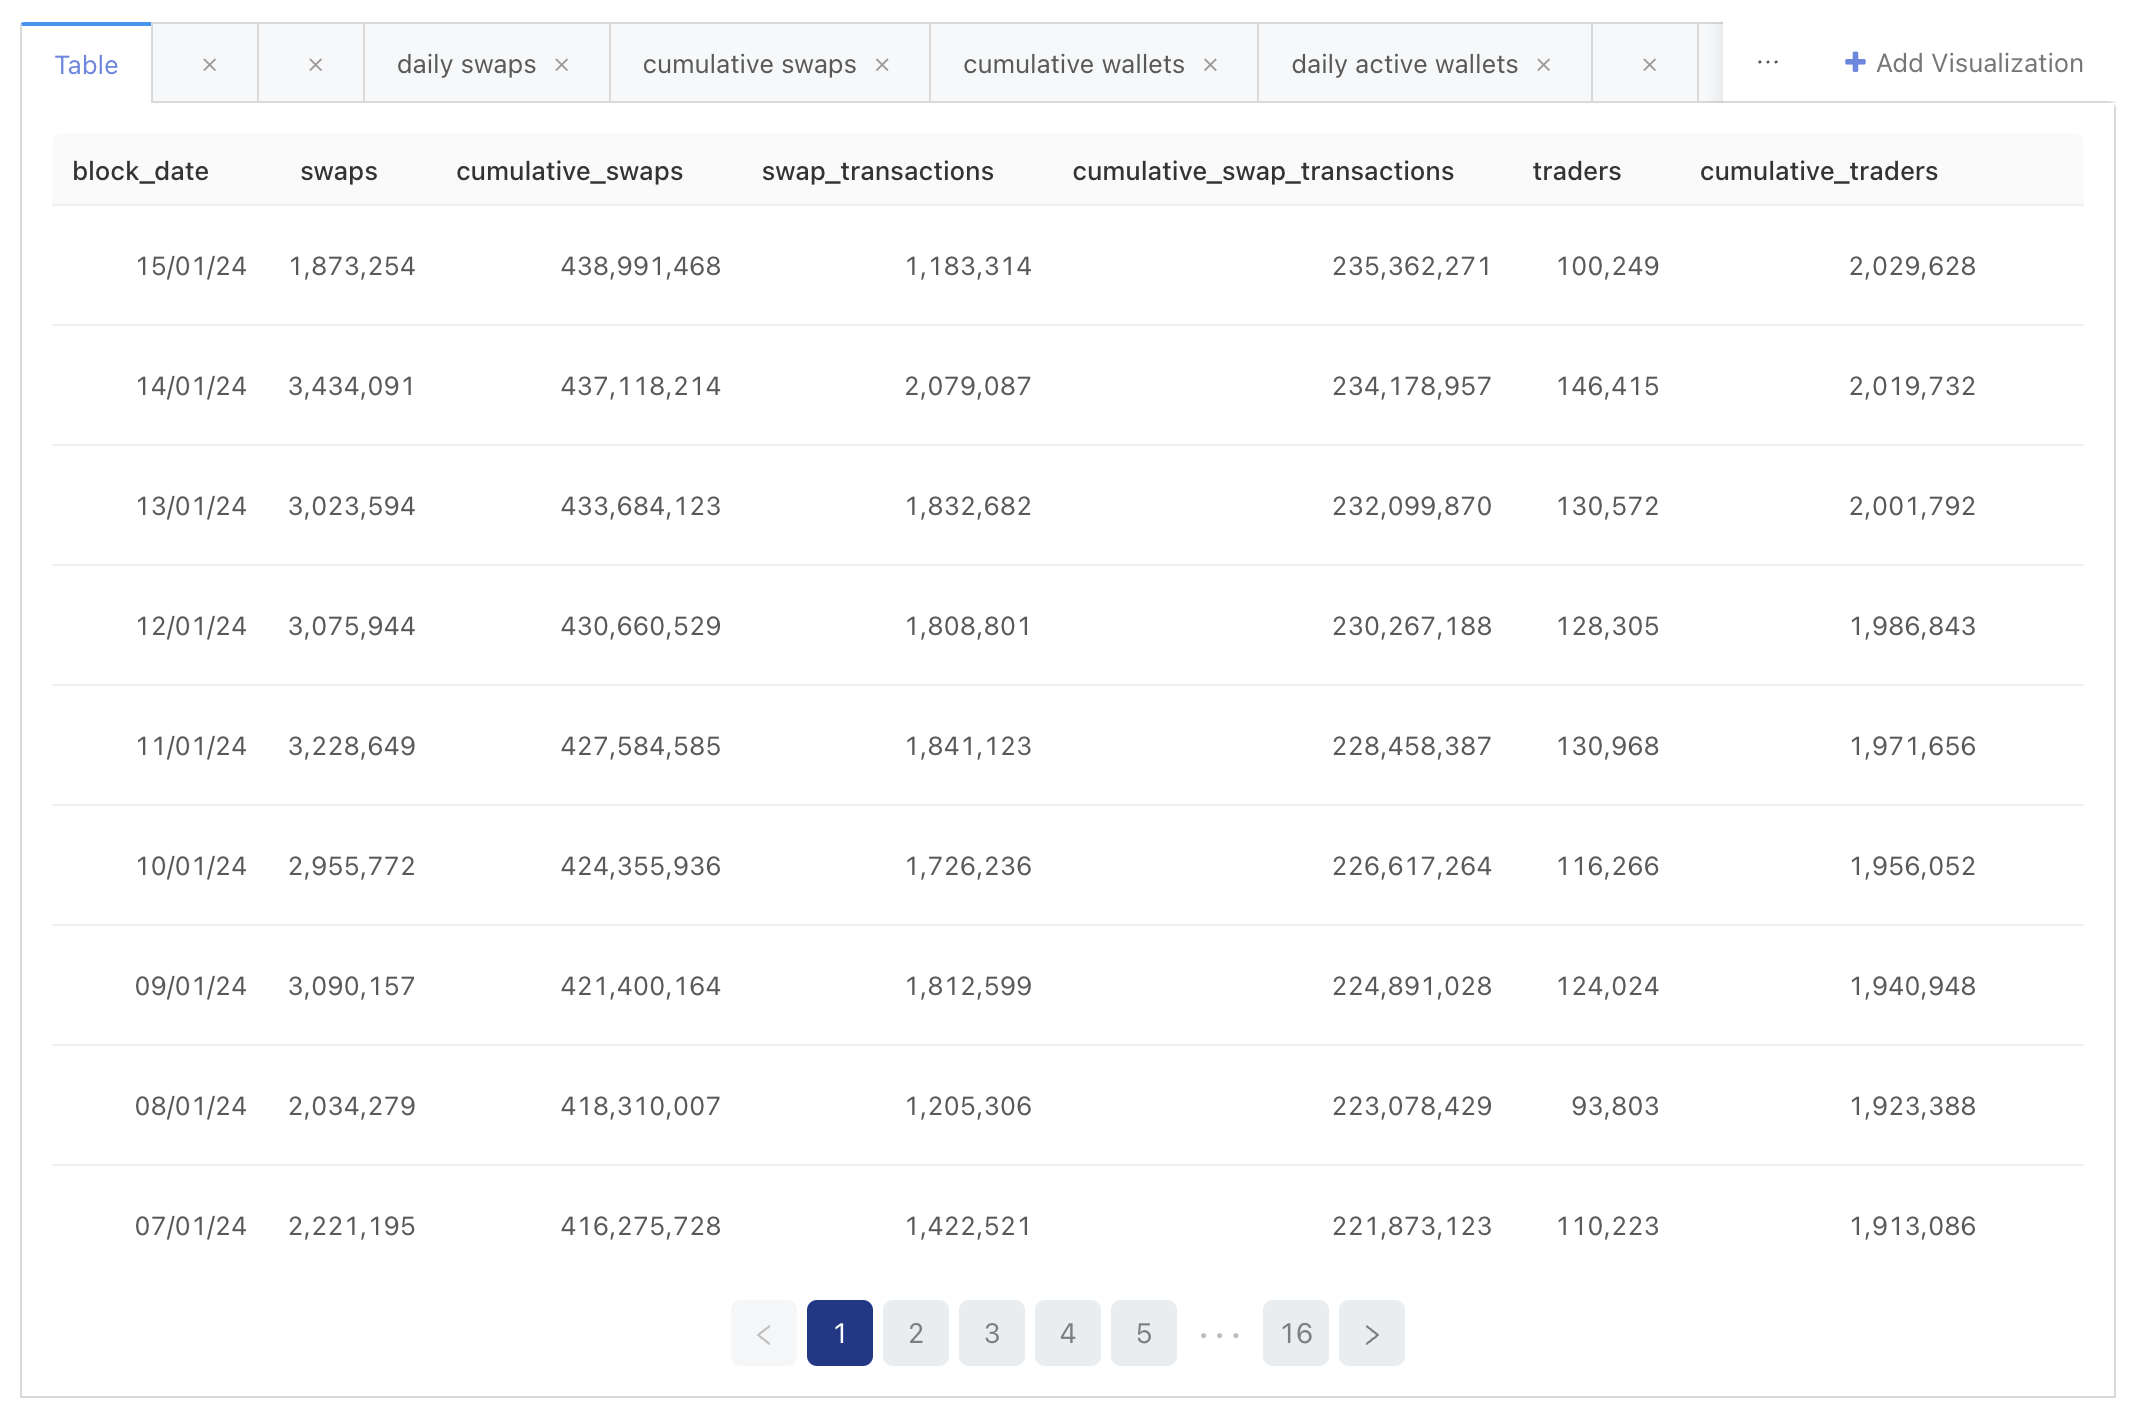 Table × × daily swaps × cumulative swaps × cumulative wallets × daily active wallets × × ··· + Add Visualization
block_date swaps cumulative_swaps swap_transactions cumulative_swap_transactions traders cumulative_traders
15/01/24 1,873,254 438,991,468 1,183,314 235,362,271 100,249 2,029,628
14/01/24 3,434,091 437,118,214 2,079,087 234,178,957 146,415 2,019,732
13/01/24 3,023,594 433,684,123 1,832,682 232,099,870 130,572 2,001,792
12/01/24 3,075,944 430,660,529 1,808,801 230,267,188 128,305 1,986,843
11/01/24 3,228,649 427,584,585 1,841,123 228,458,387 130,968 1,971,656
10/01/24 2,955,772 424,355,936 1,726,236 226,617,264 116,266 1,956,052
09/01/24 3,090,157 421,400,164 1,812,599 224,891,028 124,024 1,940,948
08/01/24 2,034,279 418,310,007 1,205,306 223,078,429 93,803 1,923,388
07/01/24 2,221,195 416,275,728 1,422,521 221,873,123 110,223 1,913,086
< 1 2 3 4 5 ··· 16 >